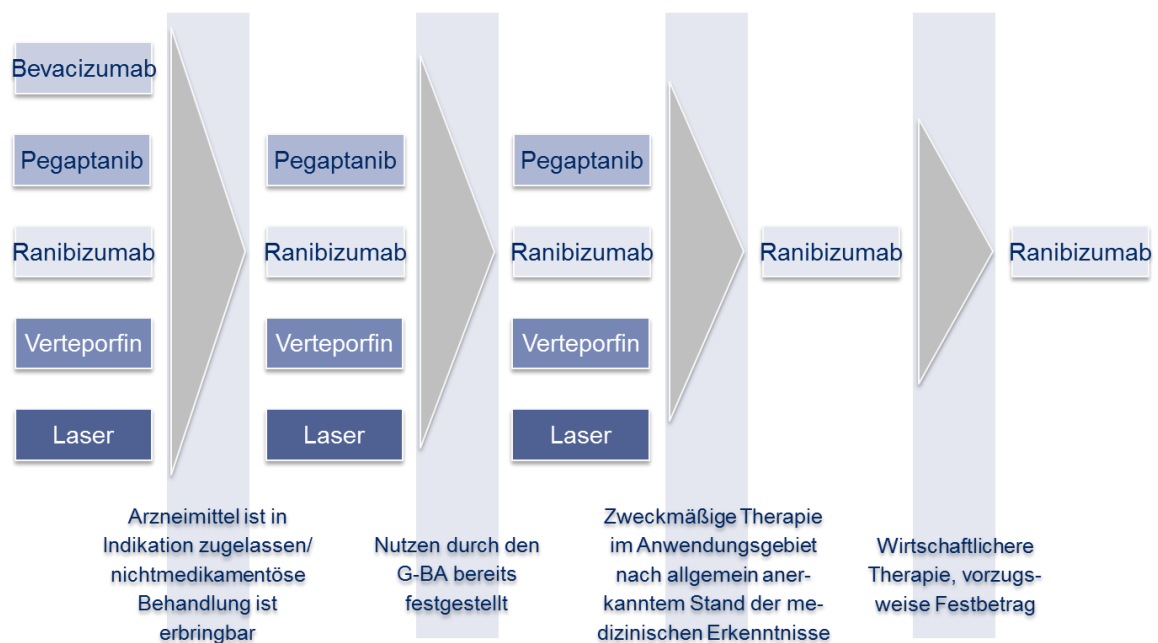 Bevacizumab
Pegaptanib
Ranibizumab
Verteporfin
Laser
Pegaptanib
Ranibizumab
Verteporfin
Laser
Pegaptanib
Ranibizumab
Verteporfin
Laser
Ranibizumab
Ranibizumab
Arzneimittel ist in
Indikation zugelassen/
nichtmedikamentöse
Behandlung ist
erbringbar
Nutzen durch den
G-BA bereits
festgestellt
Zweckmäßige Therapie
im Anwendungsgebiet
nach allgemein aner-
kanntem Stand der me-
dizinischen Erkenntnisse
Wirtschaftlichere
Therapie, vorzugs-
weise Festbetrag